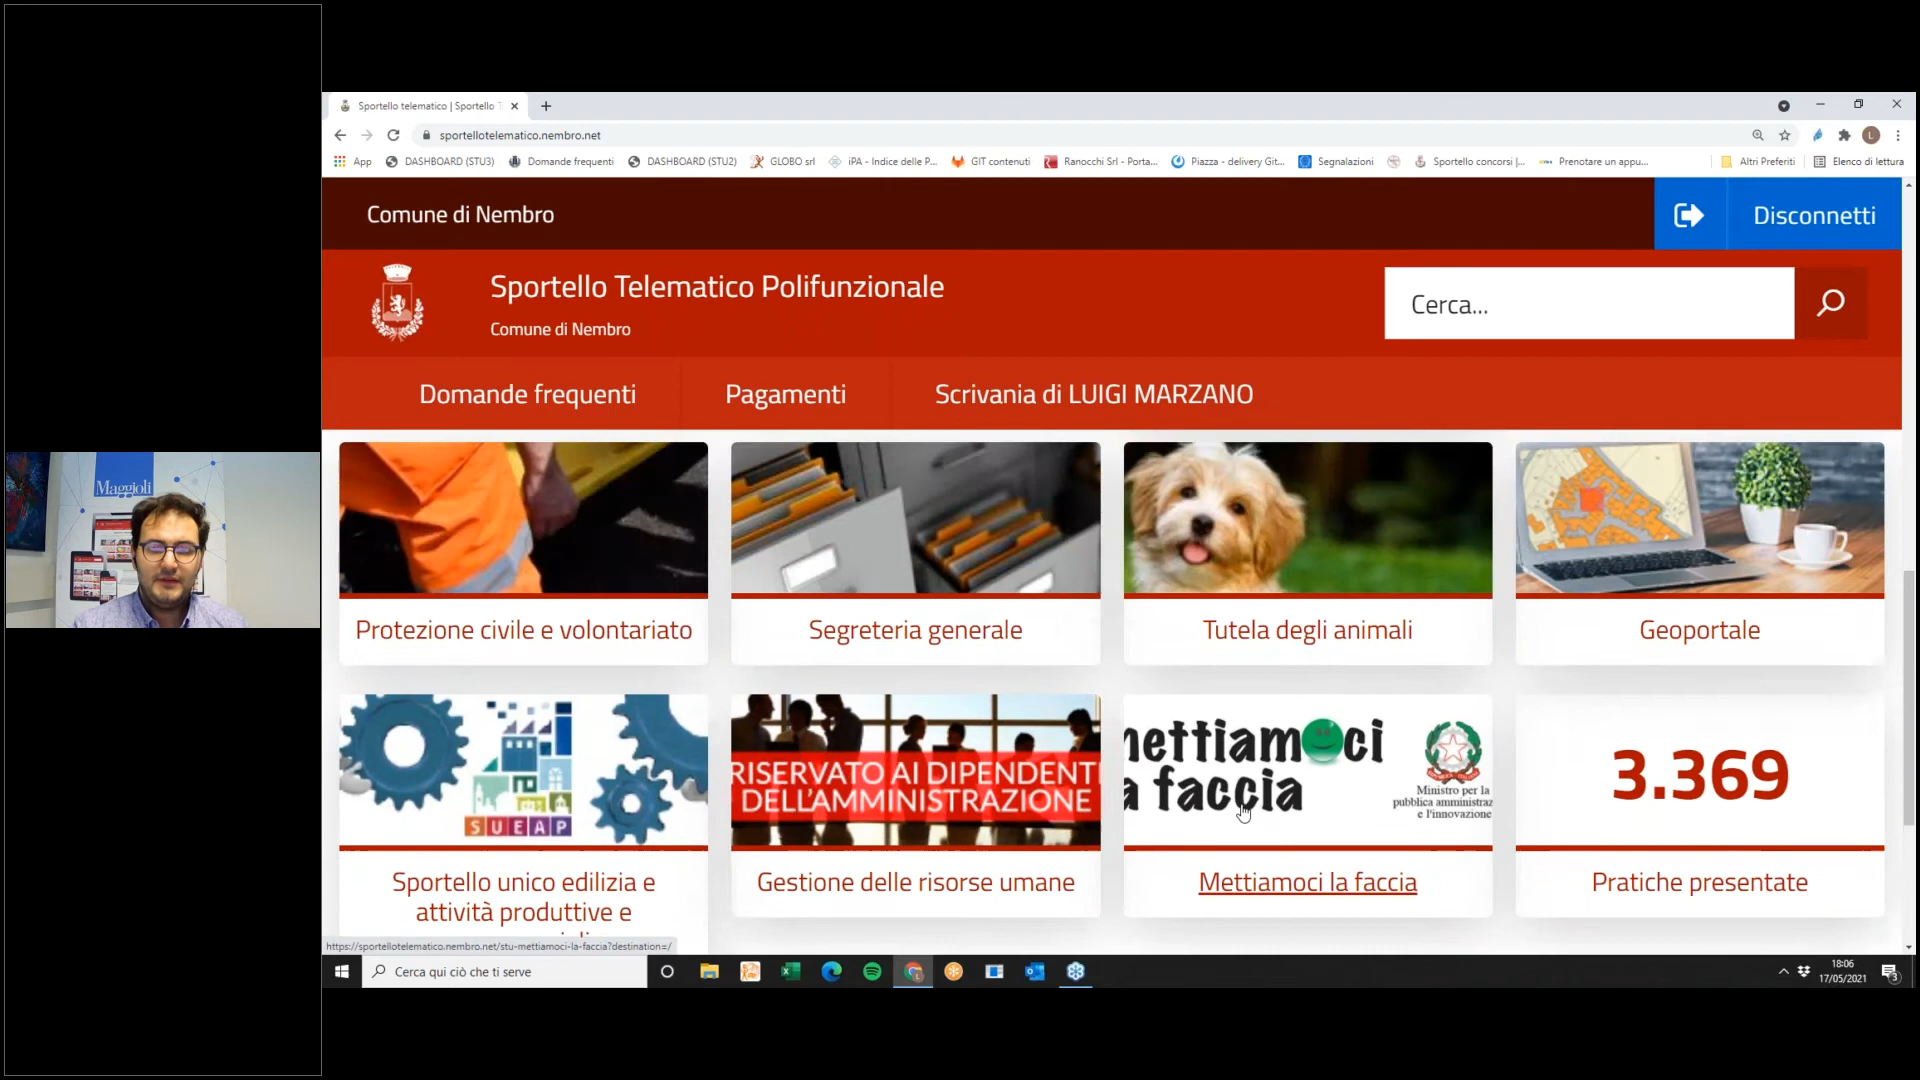 Maggioli
Sportello telematico | Sportello T
sportellotelematico.nembro.net
App
DASHBOARD (STU3)
Domande frequenti
DASHBOARD (STU2)
GLOBO srl
iPA - Indice delle P...
GIT contenuti
Ranocchi Srl - Porta...
Piazza - delivery Git...
Segnalazioni
Sportello concorsi |...
Prenotare un appu...
Altri Preferiti
Elenco di lettura
Comune di Nembro
Disconnetti
Sportello Telematico Polifunzionale
Comune di Nembro
Cerca...
Domande frequenti
Pagamenti
Scrivania di LUIGI MARZANO
Protezione civile e volontariato
Segreteria generale
Tutela degli animali
Geoportale
SUEAP
RISERVATO AI DIPENDENTI
DELL'AMMINISTRAZIONE
mettiamoci
a faccia
Ministro per la
pubblica amministraz
e l'innovazione
3.369
Sportello unico edilizia e
attività produttive e
Gestione delle risorse umane
Mettiamoci la faccia
Pratiche presentate
https://sportellotelematico.nembro.net/stu-mettiamoci-la-faccia?destination=/
Cerca qui ciò che ti serve
18:06
17/05/2021
3